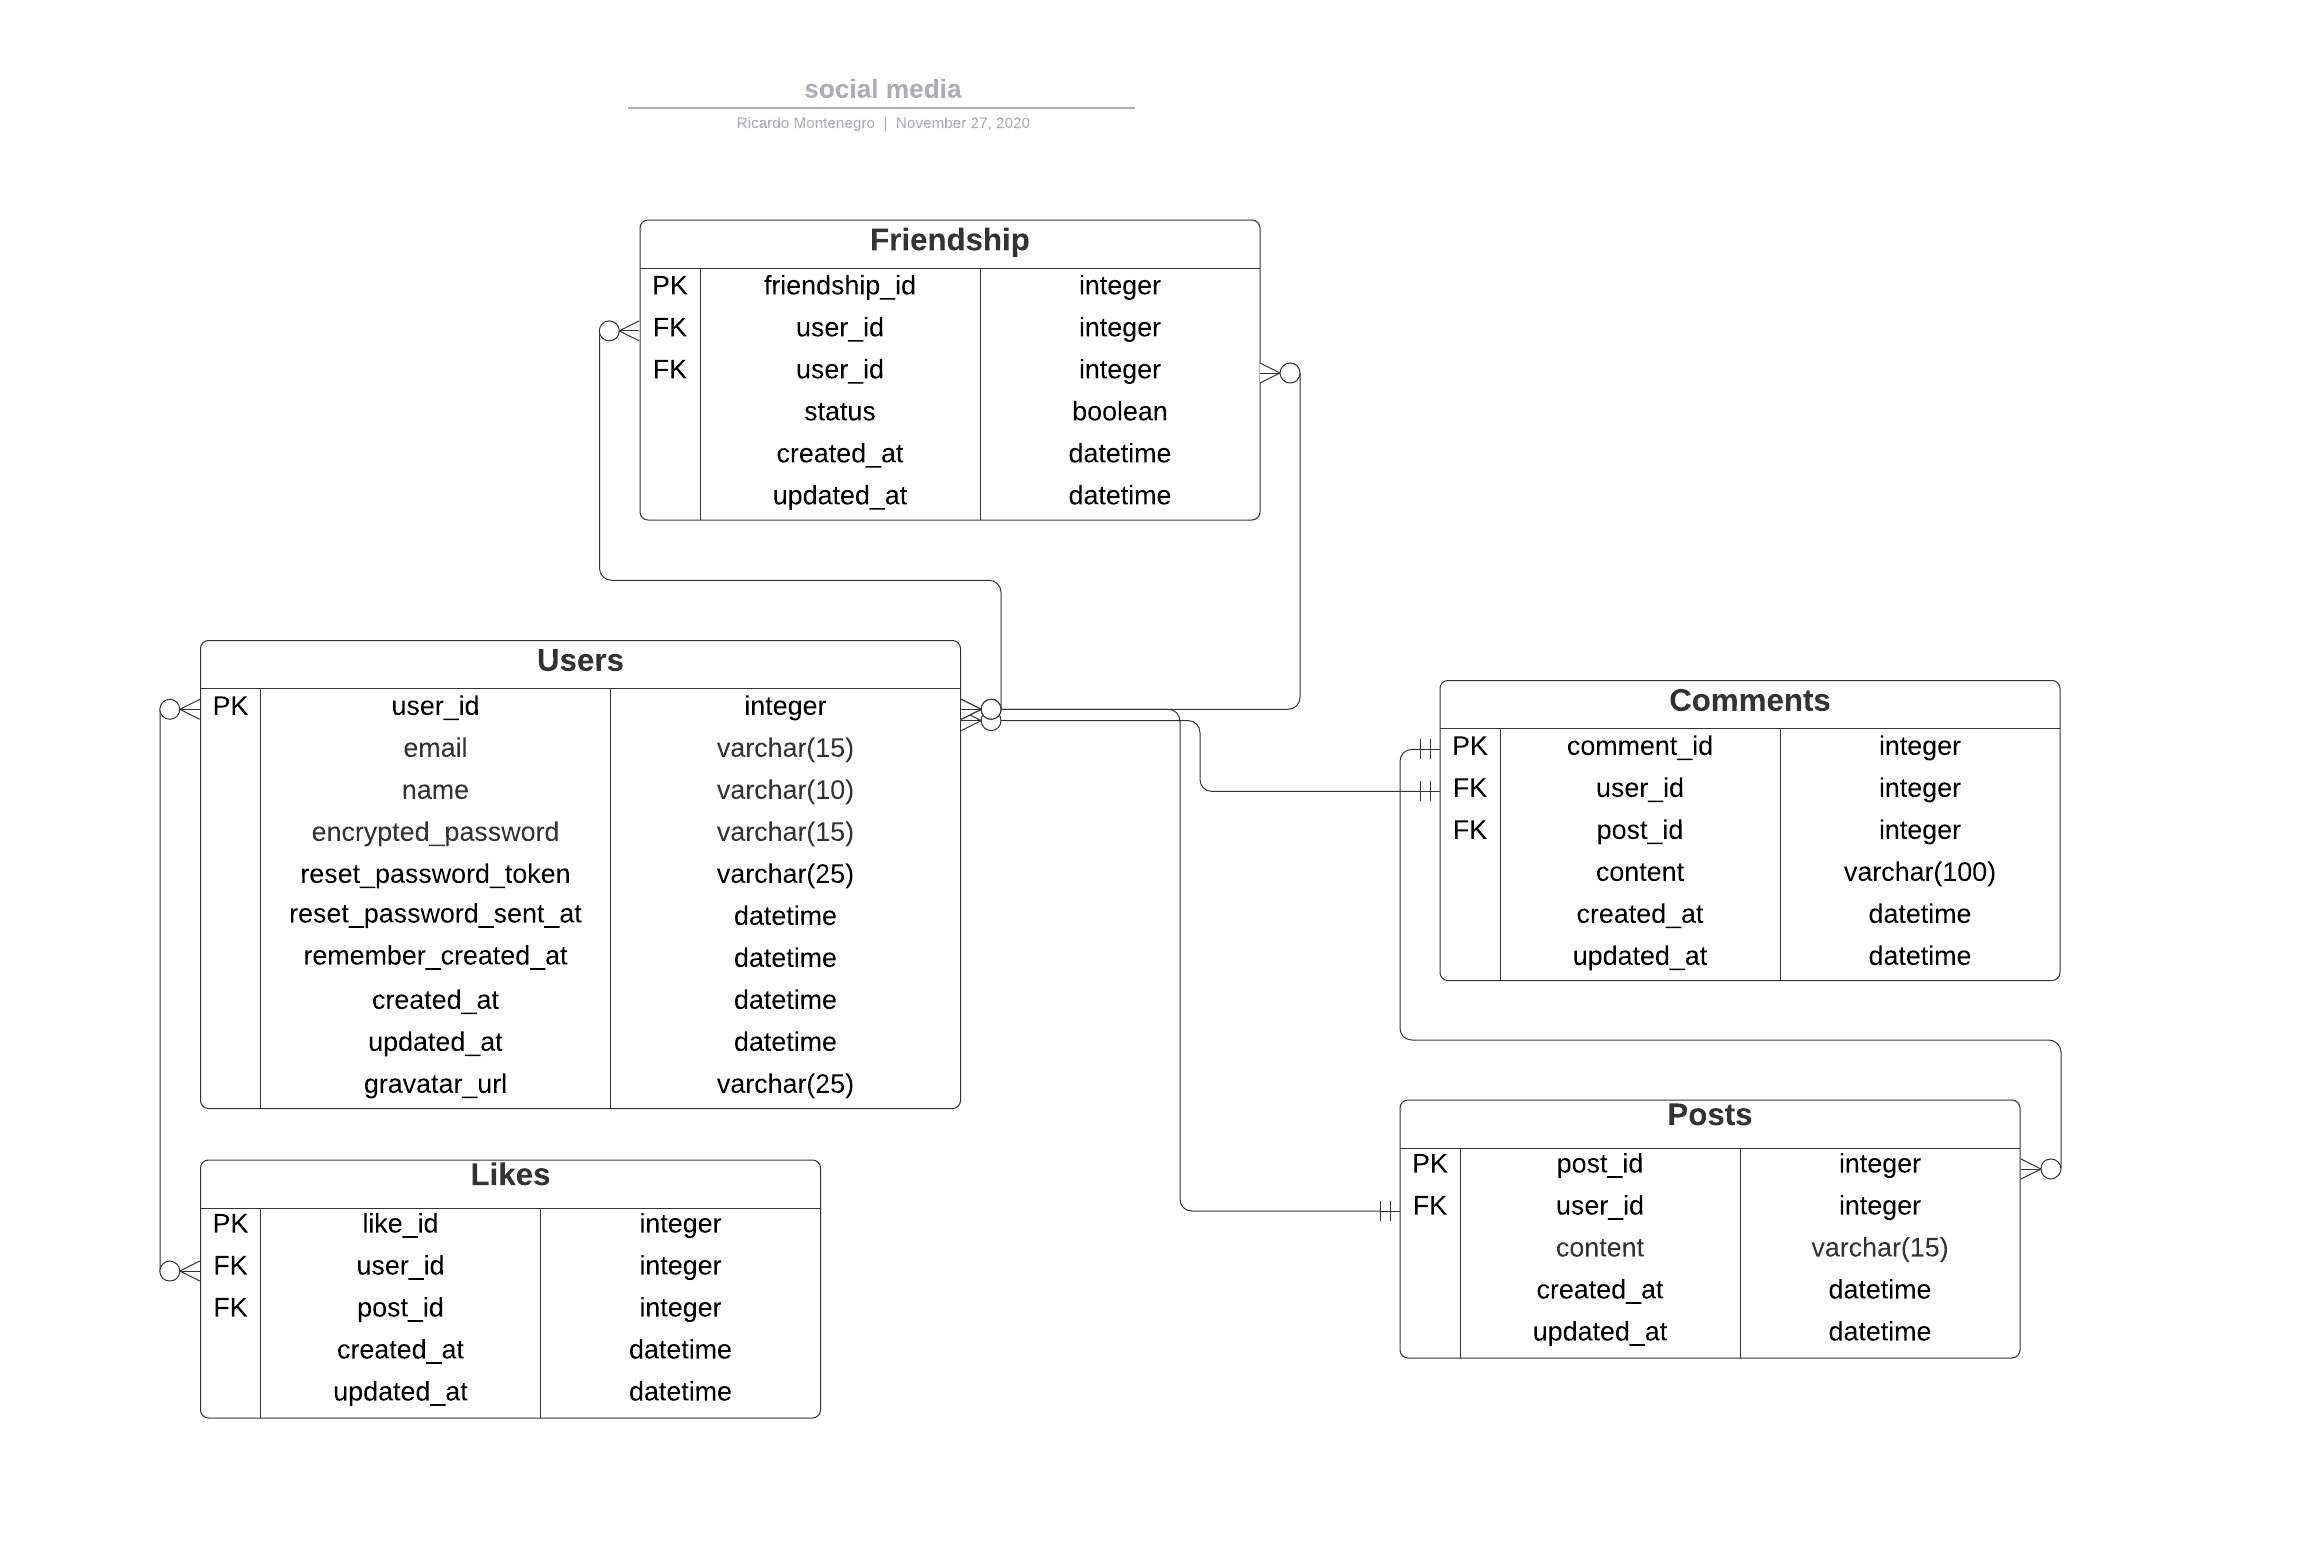 social media
Ricardo Montenegro | November 27, 2020
Friendship
PK friendship_id integer
FK user_id integer
FK user_id integer
status boolean
created_at datetime
updated_at datetime
Users
PK user_id integer
email varchar(15)
name varchar(10)
encrypted_password varchar(15)
reset_password_token varchar(25)
reset_password_sent_at datetime
remember_created_at datetime
created_at datetime
updated_at datetime
gravatar_url varchar(25)
Comments
PK comment_id integer
FK user_id integer
FK post_id integer
content varchar(100)
created_at datetime
updated_at datetime
Likes
PK like_id integer
FK user_id integer
FK post_id integer
created_at datetime
updated_at datetime
Posts
PK post_id integer
FK user_id integer
content varchar(15)
created_at datetime
updated_at datetime